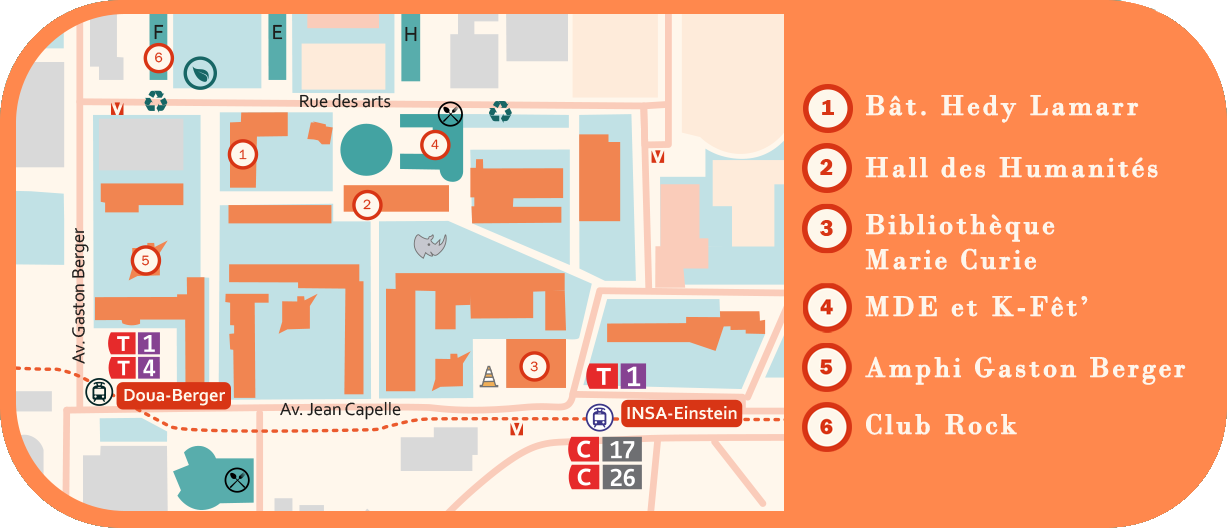 F
E
H
6
Rue des arts
1
4
2
5
Av. Gaston Berger
T 1
T 4
3
T 1
Doua-Berger
Av. Jean Capelle
INSA-Einstein
C 17
C 26
V
V
V
1 Bât. Hedy Lamarr
2 Hall des Humanités
3 Bibliothèque
Marie Curie
4 MDE et K-Fêt’
5 Amphi Gaston Berger
6 Club Rock